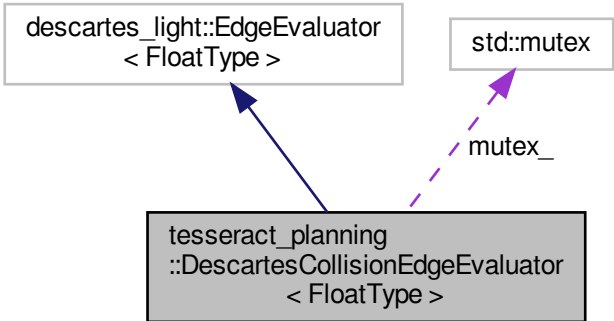 descartes_light::EdgeEvaluator
< FloatType >
std::mutex
mutex_
tesseract_planning
::DescartesCollisionEdgeEvaluator
< FloatType >